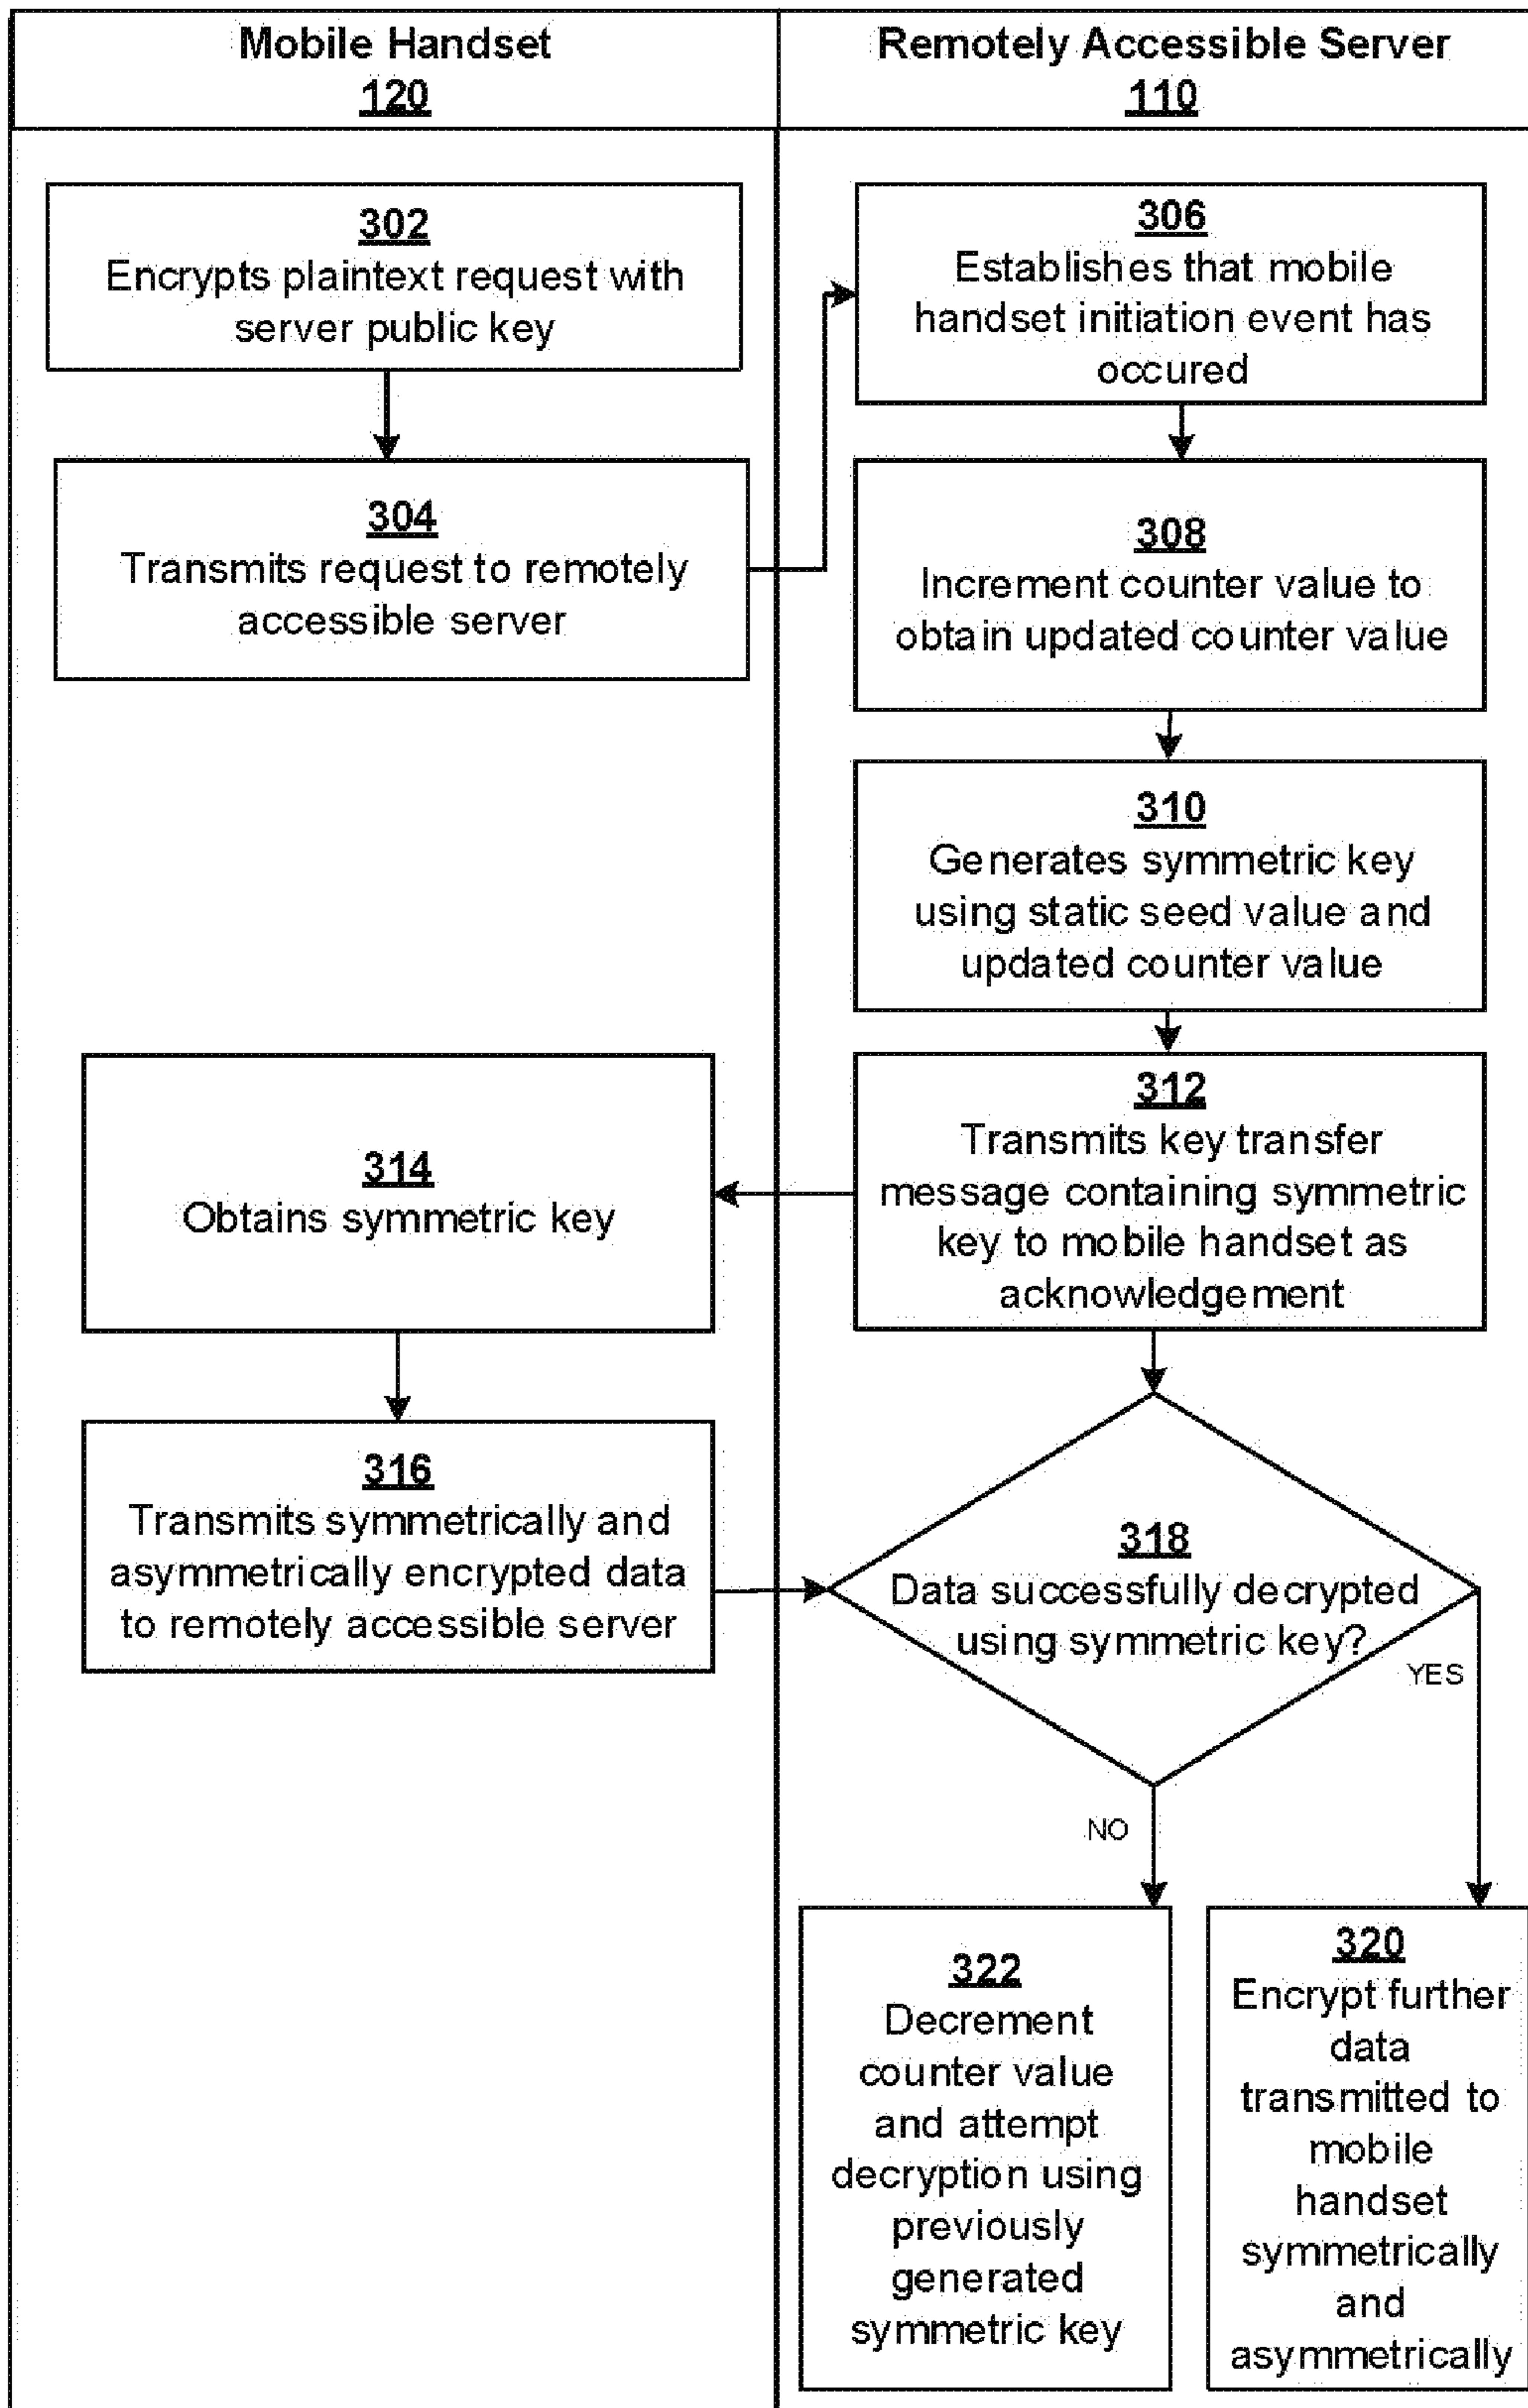 Mobile Handset
120
Remotely Accessible Server
110
302
Encrypts plaintext request with
server public key
304
Transmits request to remotely
accessible server
306
Establishes that mobile
handset initiation event has
occured
308
Increment counter value to
obtain updated counter value
310
Generates symmetric key
using static seed value and
updated counter value
312
Transmits key transfer
message containing symmetric
key to mobile handset as
acknowledgement
314
Obtains symmetric key
316
Transmits symmetrically and
asymmetrically encrypted data
to remotely accessible server
318
Data successfully decrypted
using symmetric key?
YES
NO
322
Decrement
counter value
and attempt
decryption using
previously
generated
symmetric key
320
Encrypt further
data
transmitted to
mobile
handset
symmetrically
and
asymmetrically